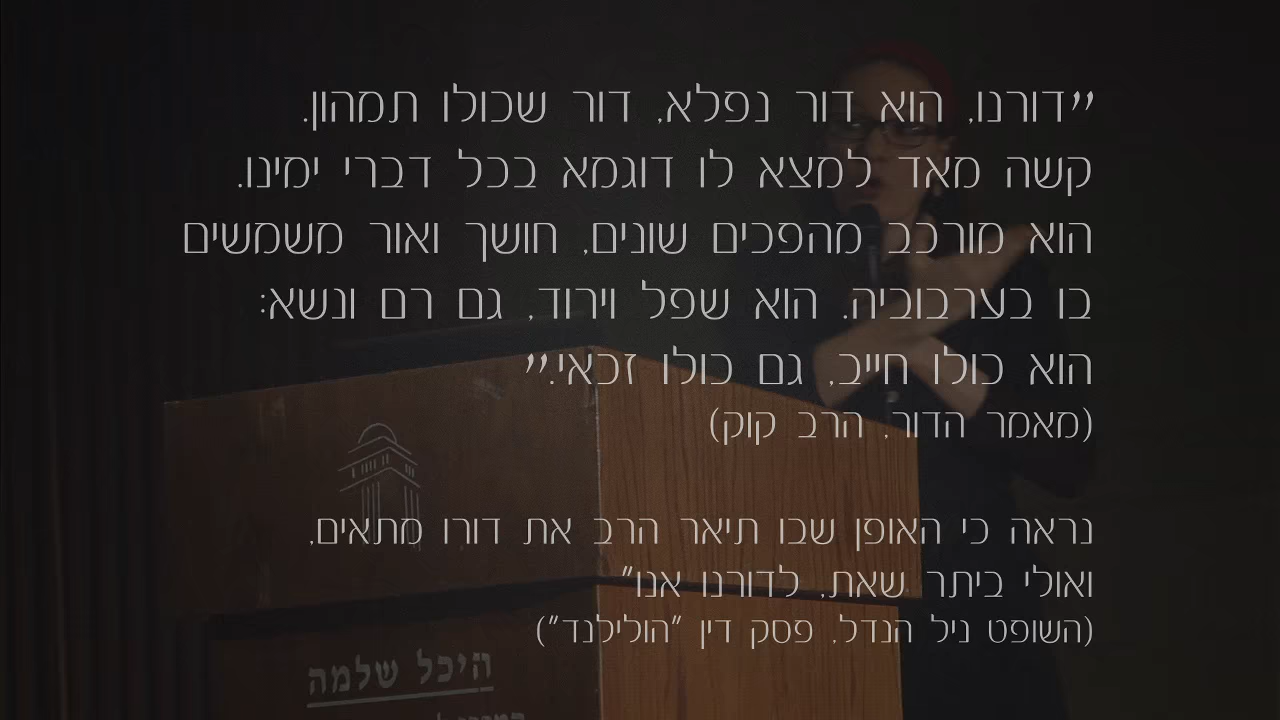 "דורנו, הוא דור נפלא, דור שכולו תמהון.
קשה מאד למצא לו דוגמא בכל דברי ימינו.
הוא מורכב מהפכים שונים, חושך ואור משמשים
בו בערבוביה. הוא שפל וירוד, גם רם ונשא:
הוא כולו חייב, גם כולו זכאי."
(מאמר הדור, הרב קוק)
נראה כי האופן שבו תיאר הרב את דורו מתאים,
ואולי ביתר שאת, לדורנו אנו"
(השופט ניל הנדל, פסק דין "הולילנד")
היכל שלמה